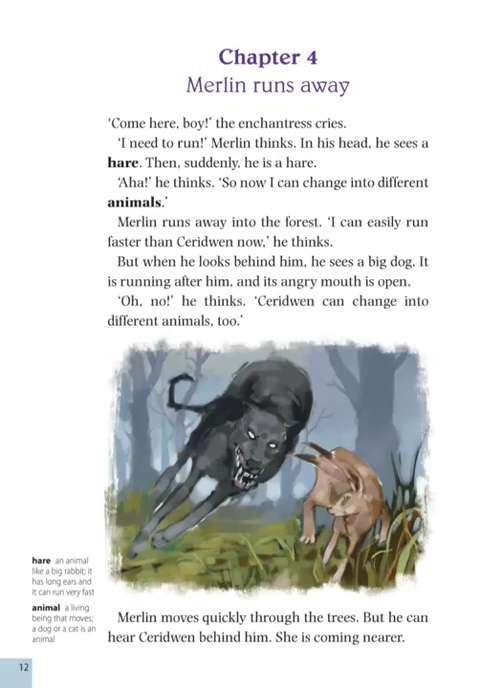 Chapter 4
Merlin runs away
‘Come here, boy!’ the enchantress cries.
‘I need to run!’ Merlin thinks. In his head, he sees a
hare. Then, suddenly, he is a hare.
‘Aha!’ he thinks. ‘So now I can change into different
animals.’
Merlin runs away into the forest. ‘I can easily run
faster than Ceridwen now,’ he thinks.
But when he looks behind him, he sees a big dog. It
is running after him, and its angry mouth is open.
‘Oh, no!’ he thinks. ‘Ceridwen can change into
different animals, too.’
hare an animal
like a big rabbit; it
has long ears and
it can run very fast
animal a living
being that moves;
a dog or a cat is an
animal
Merlin moves quickly through the trees. But he can
hear Ceridwen behind him. She is coming nearer.
12